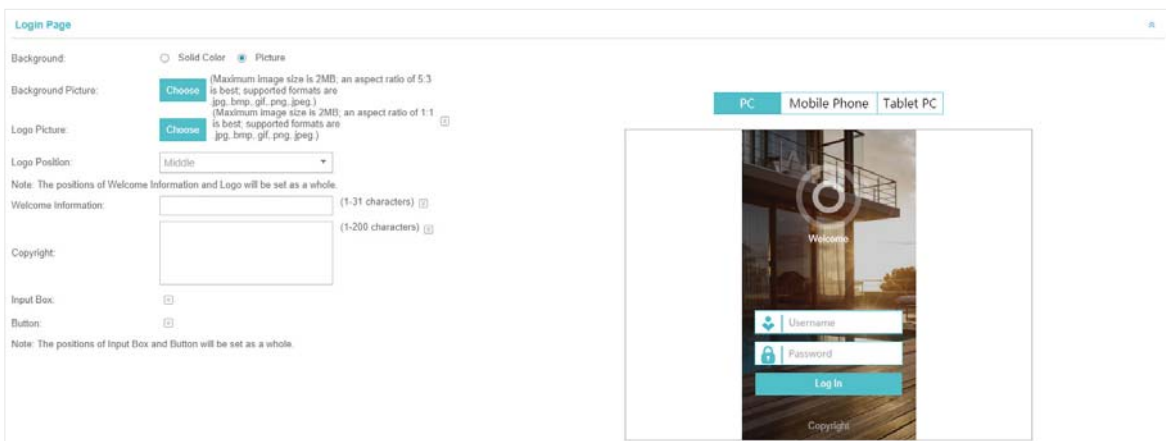 Login Page
Background:
Solid Color
Picture
Background Picture:
Choose
(Maximum image size is 2MB; an aspect ratio of 5:3
is best; supported formats are
.jpg,.bmp,.gif,.png,.jpeg.)
Logo Picture:
Choose
(Maximum image size is 2MB; an aspect ratio of 1:1
is best; supported formats are
.jpg,.bmp,.gif,.png,.jpeg.)
Logo Position:
Middle
Note: The positions of Welcome Information and Logo will be set as a whole.
Welcome Information:
(1-31 characters)
Copyright:
(1-200 characters)
Input Box:
Button:
Note: The positions of Input Box and Button will be set as a whole.
PC
Mobile Phone
Tablet PC
Welcome
Username
Password
Log In
Copyright